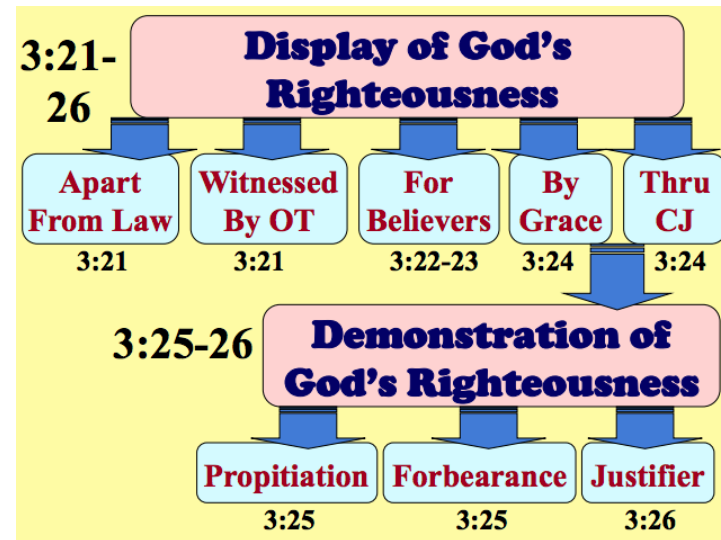 3:21-
26
Display of God's
Righteousness
Apart
From Law
3:21
Witnessed
By OT
3:21
For
Believers
3:22-23
By
Grace
3:24
Thru
CJ
3:24
3:25-26
Demonstration of
God's Righteousness
Propitiation
3:25
Forbearance
3:25
Justifier
3:26